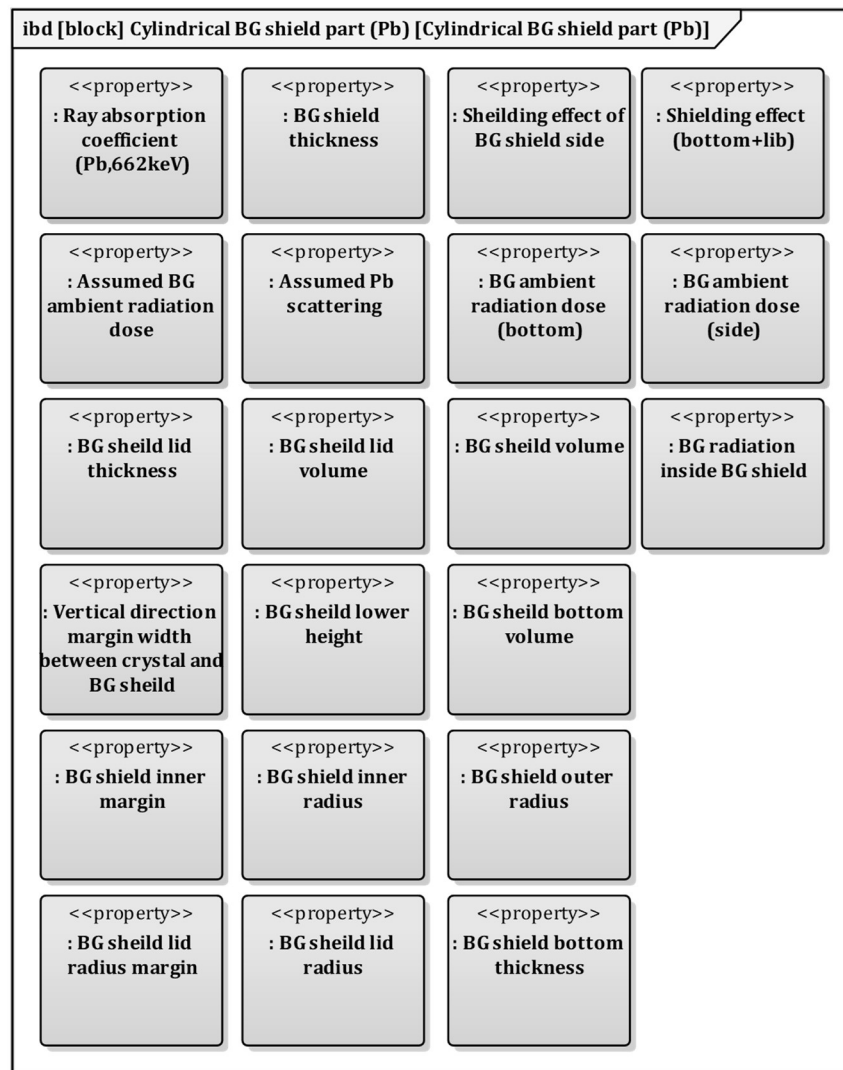 ibd [block] Cylindrical BG shield part (Pb) [Cylindrical BG shield part (Pb)]
<<property>>
: Ray absorption
coefficient
(Pb,662keV)
<<property>>
: BG shield
thickness
<<property>>
: Sheilding effect of
BG shield side
<<property>>
: Shielding effect
(bottom+lib)
<<property>>
: Assumed BG
ambient radiation
dose
<<property>>
: Assumed Pb
scattering
<<property>>
: BG ambient
radiation dose
(bottom)
<<property>>
: BG ambient
radiation dose
(side)
<<property>>
: BG sheild lid
thickness
<<property>>
: BG sheild lid
volume
<<property>>
: BG sheild volume
<<property>>
: BG radiation
inside BG shield
<<property>>
: Vertical direction
margin width
between crystal and
BG sheild
<<property>>
: BG sheild lower
height
<<property>>
: BG sheild bottom
volume
<<property>>
: BG shield inner
margin
<<property>>
: BG shield inner
radius
<<property>>
: BG shield outer
radius
<<property>>
: BG sheild lid
radius margin
<<property>>
: BG sheild lid
radius
<<property>>
: BG shield bottom
thickness